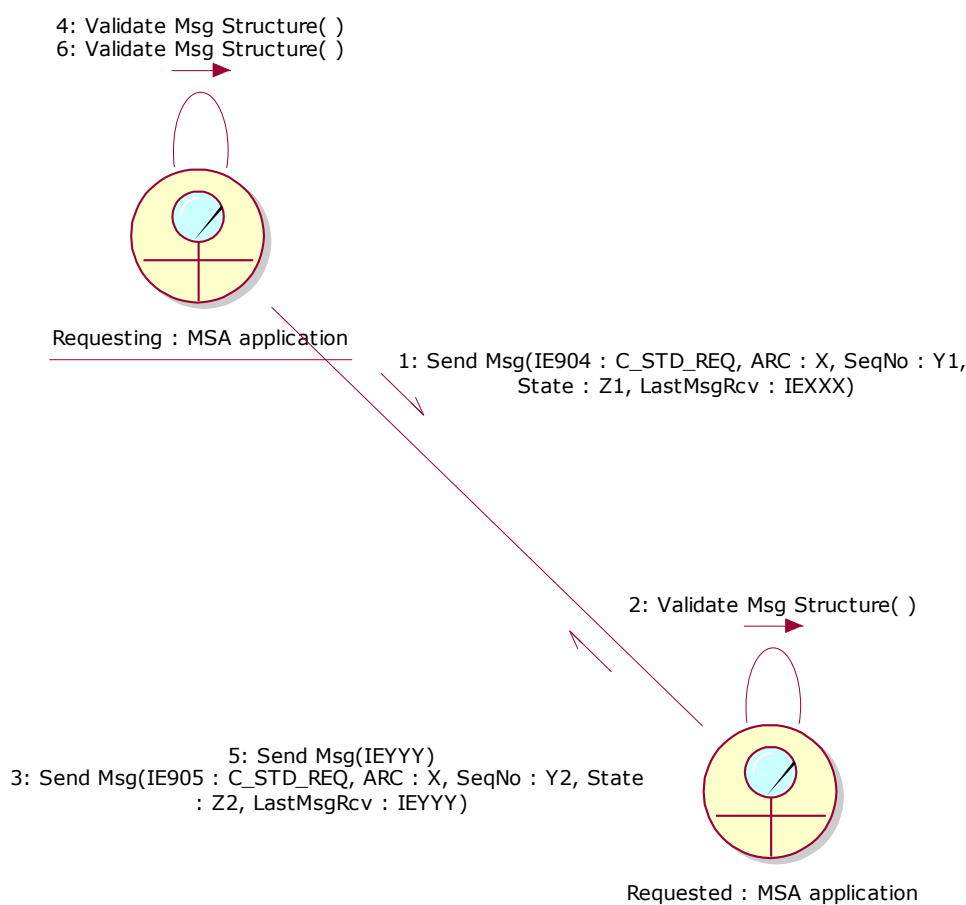 4: Validate Msg Structure( )
6: Validate Msg Structure( )
Requesting : MSA application
1: Send Msg(IE904 : C_STD_REQ, ARC : X, SeqNo : Y1,
State : Z1, LastMsgRcv : IEXXX)
2: Validate Msg Structure( )
5: Send Msg(IEYYY)
3: Send Msg(IE905 : C_STD_REQ, ARC : X, SeqNo : Y2, State
: Z2, LastMsgRcv : IEYYY)
Requested : MSA application